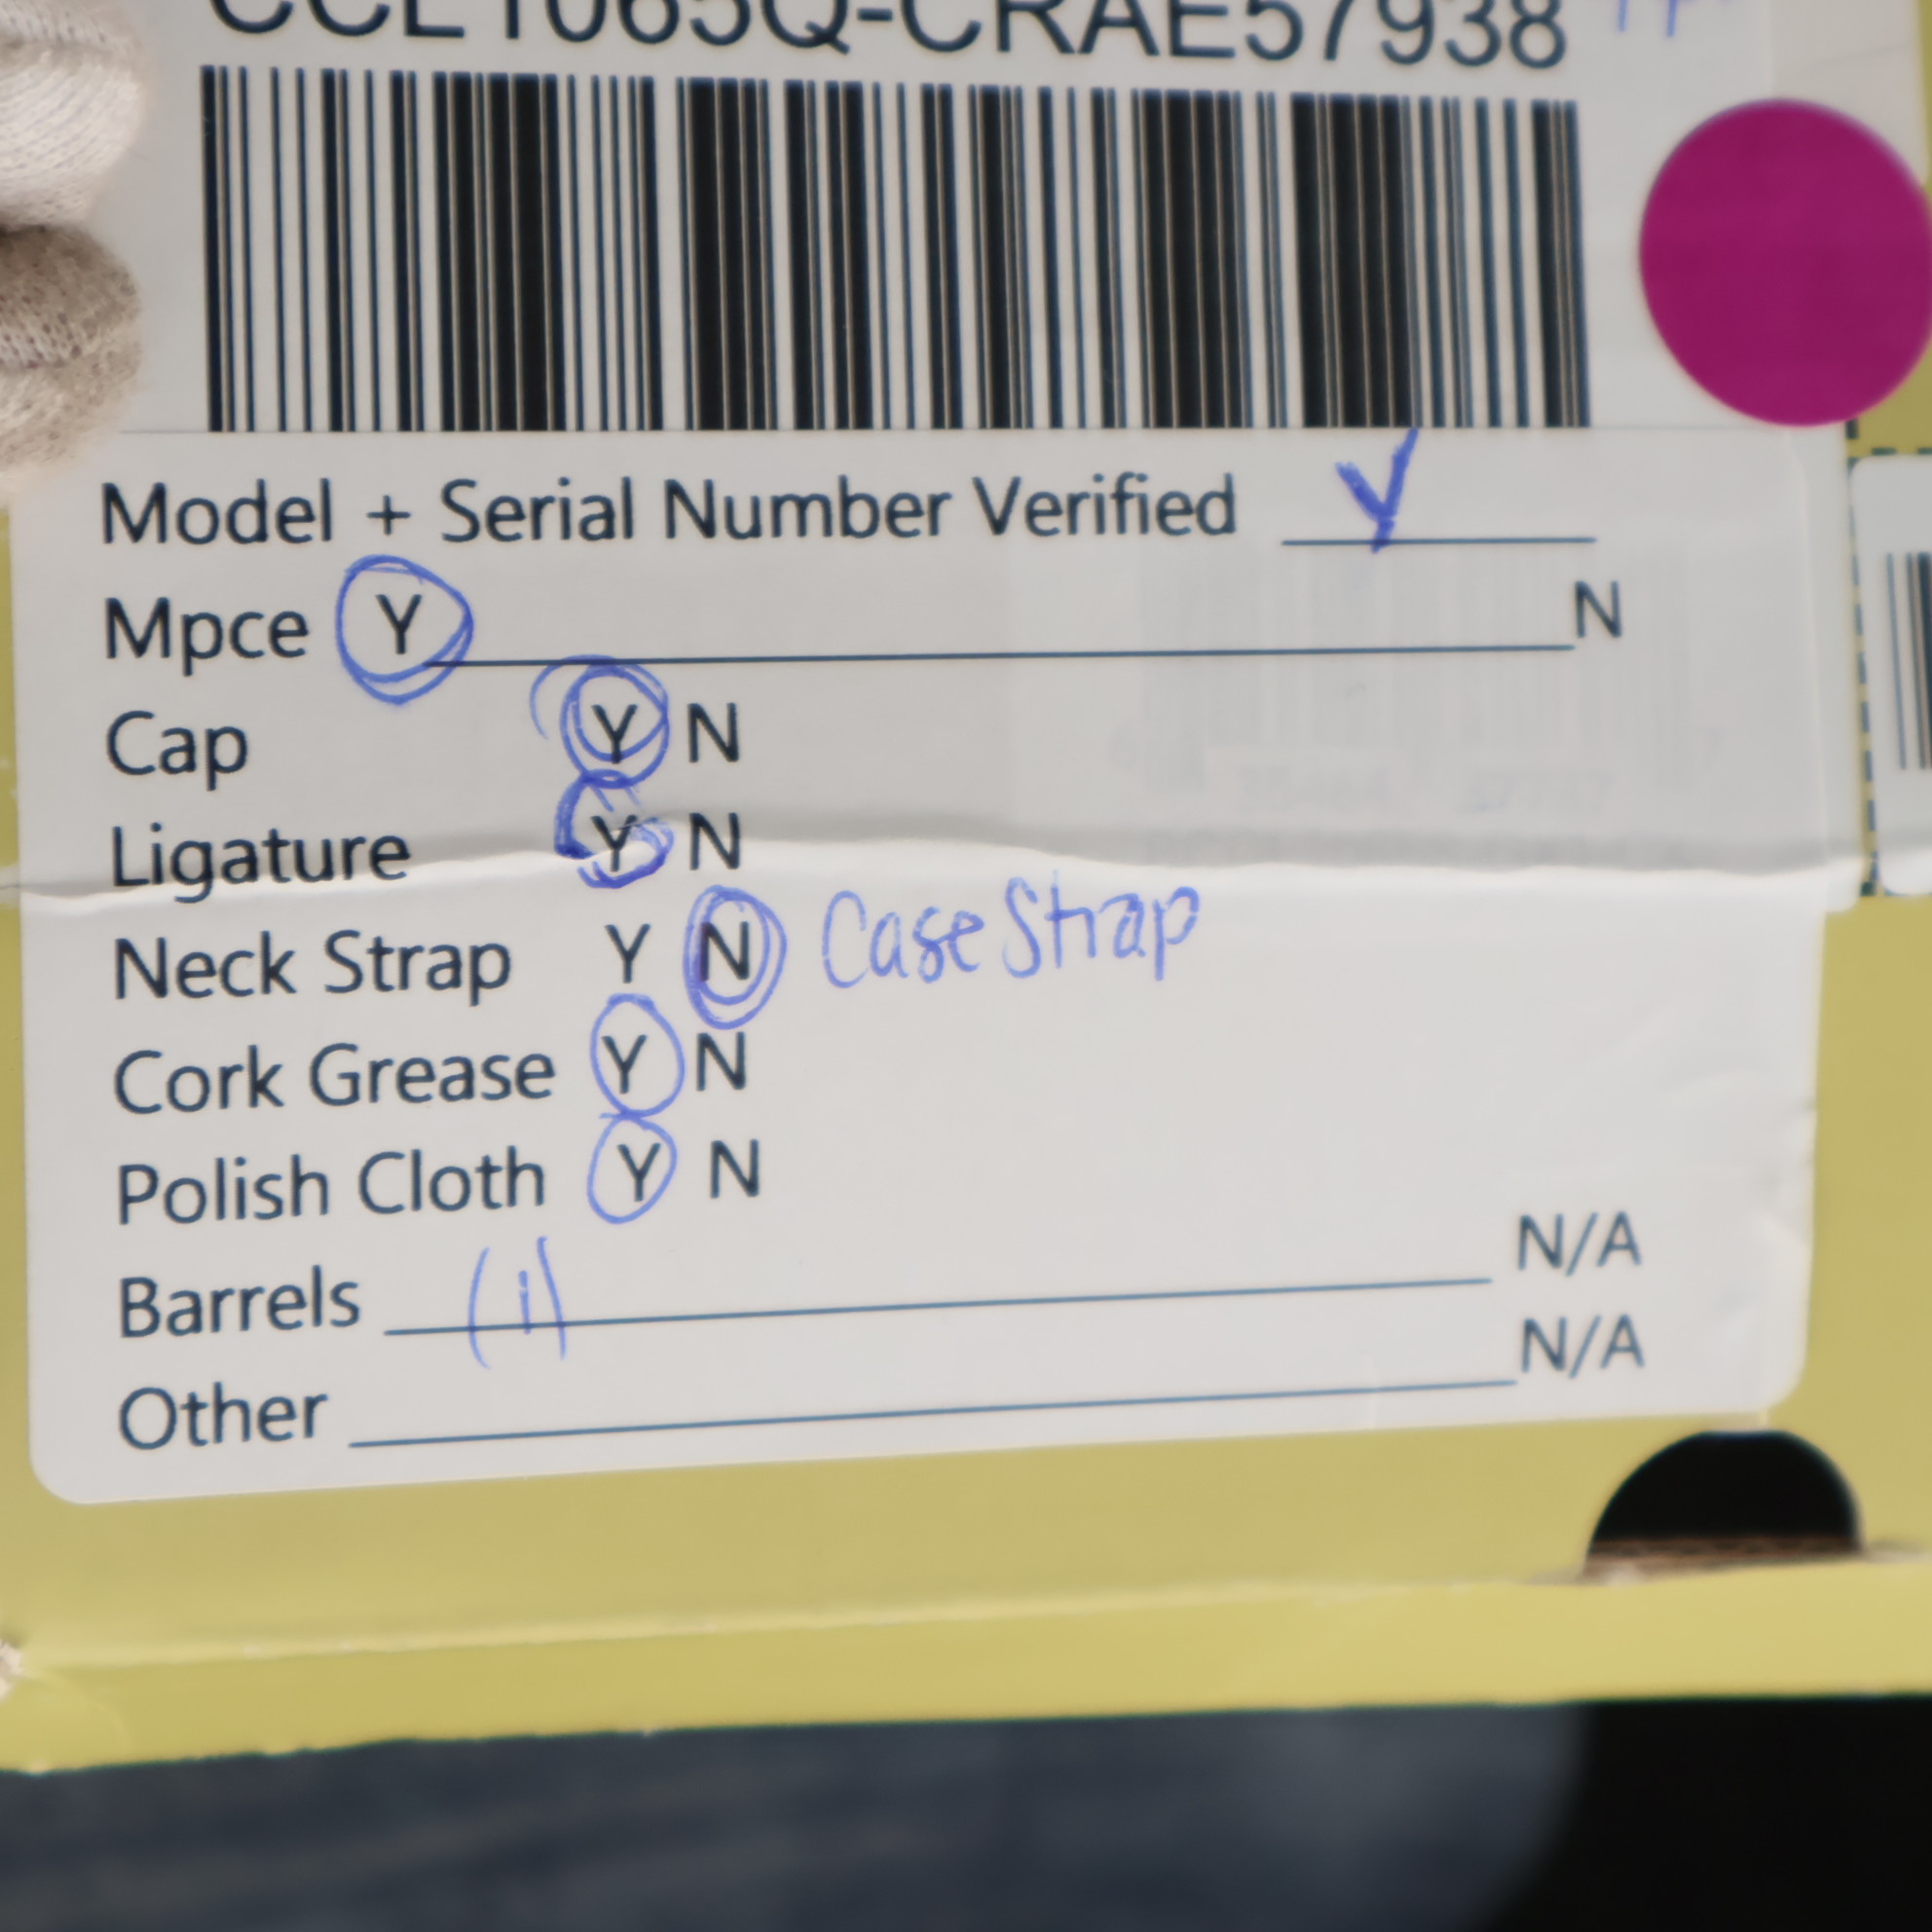 CCL1065Q-CRAE57938
Model + Serial Number Verified Y
Mpce Y N
Cap Y N
Ligature Y N
Neck Strap Y N Case Strap
Cork Grease Y N
Polish Cloth Y N
Barrels (1) N/A
Other N/A